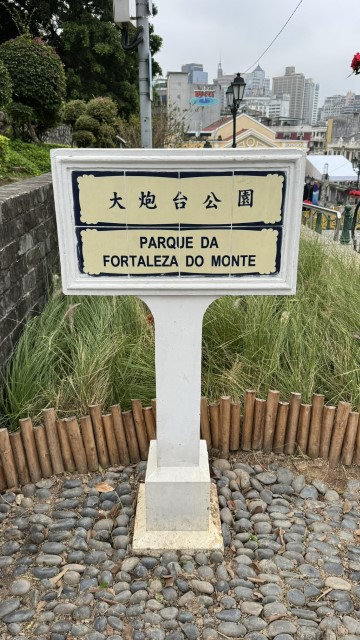 大炮台公園
PARQUE DA
FORTALEZA DO MONTE